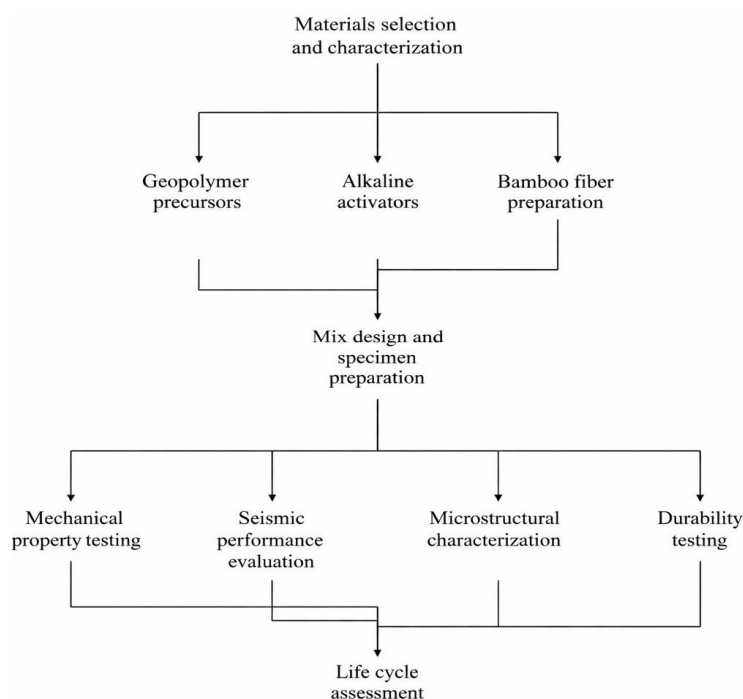 Materials selection
and characterization
Geopolymer
precursors
Alkaline
activators
Bamboo fiber
preparation
Mix design and
specimen
preparation
Mechanical
property testing
Seismic
performance
evaluation
Microstructural
characterization
Durability
testing
Life cycle
assessment